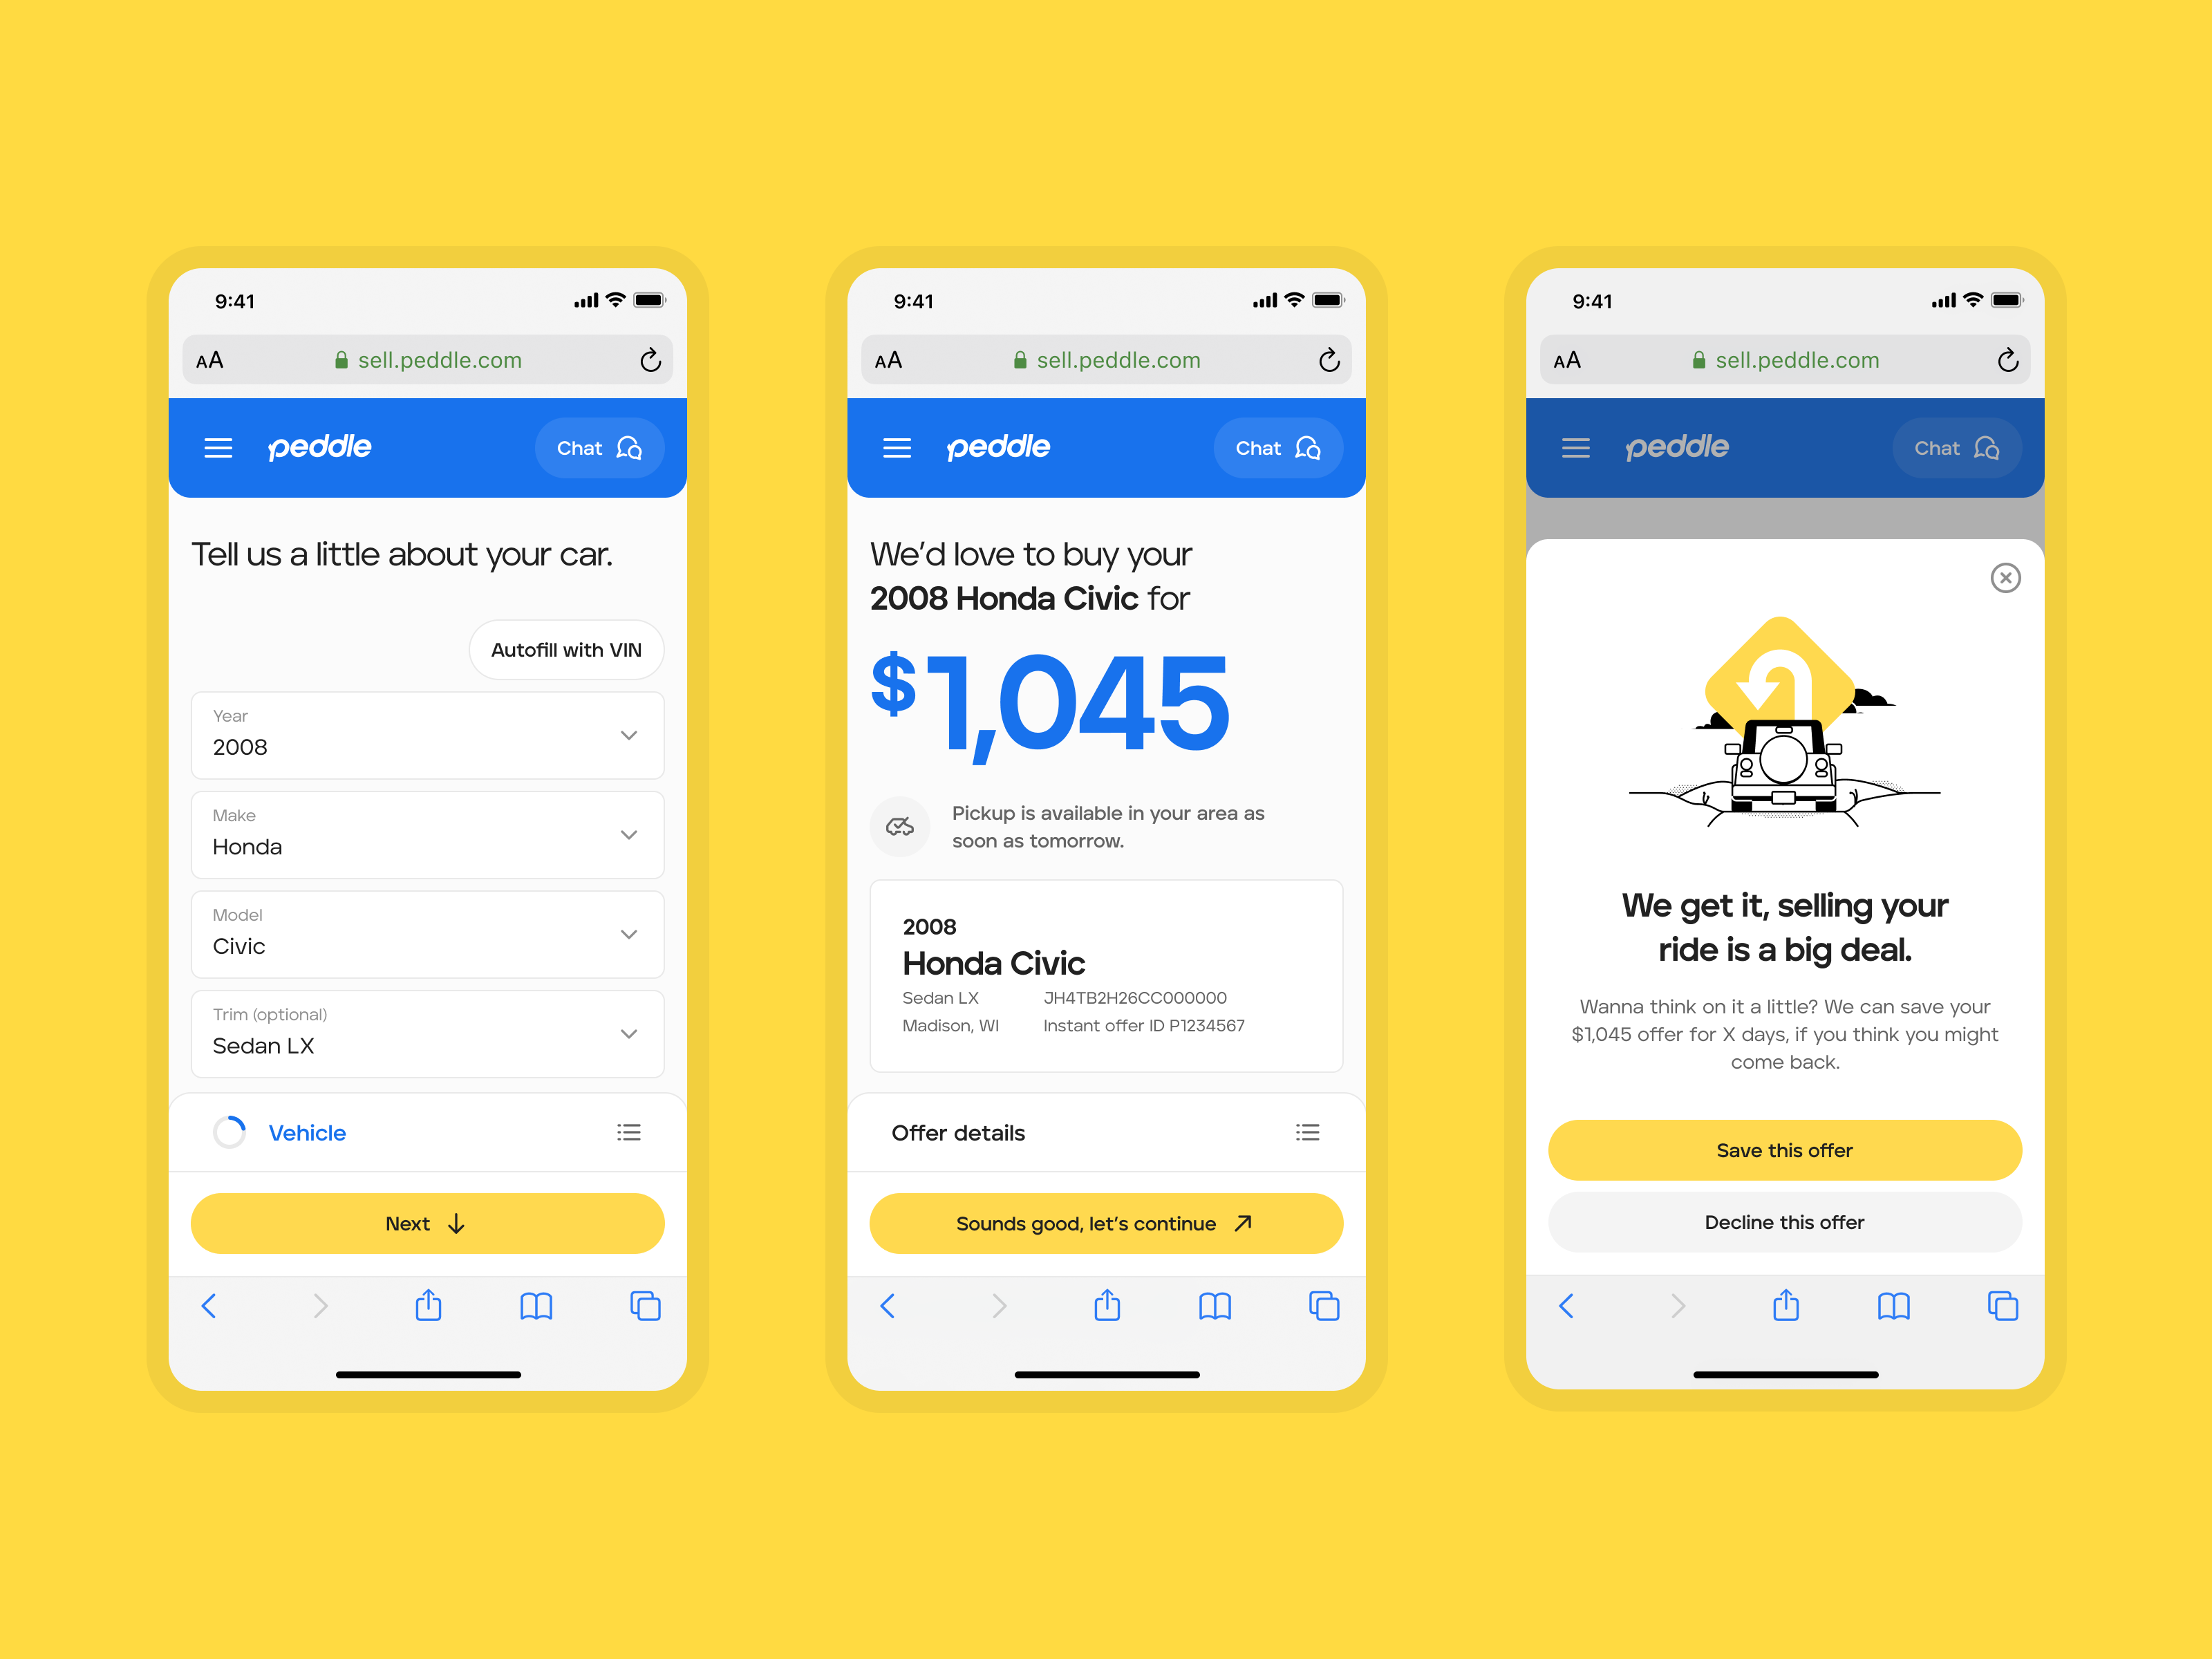 9:41
AA
sell.peddle.com
peddle
Chat
Tell us a little about your car.
Autofill with VIN
Year
2008
Make
Honda
Model
Civic
Trim (optional)
Sedan LX
Vehicle
Next
9:41
AA
sell.peddle.com
peddle
Chat
We’d love to buy your
2008 Honda Civic for
$1,045
Pickup is available in your area as
soon as tomorrow.
2008
Honda Civic
Sedan LX JH4TB2H26CC000000
Madison, WI Instant offer ID P1234567
Offer details
Sounds good, let’s continue
9:41
AA
sell.peddle.com
peddle
Chat
We get it, selling your
ride is a big deal.
Wanna think on it a little? We can save your
$1,045 offer for X days, if you think you might
come back.
Save this offer
Decline this offer